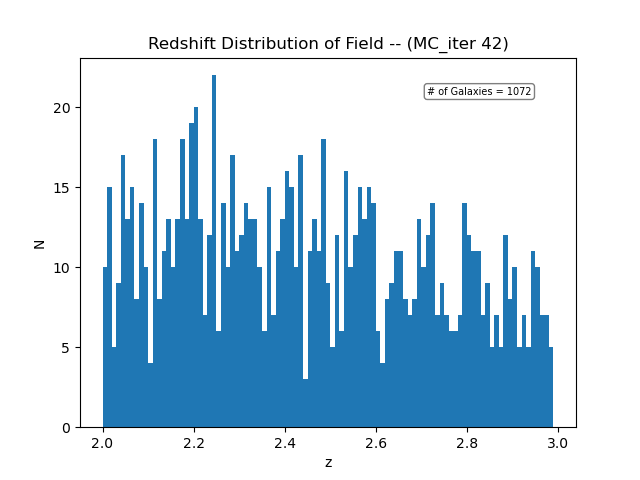 Redshift Distribution of Field -- (MC_iter 42)
# of Galaxies = 1072
20
15
10
5
0
N
2.0 2.2 2.4 2.6 2.8 3.0
z